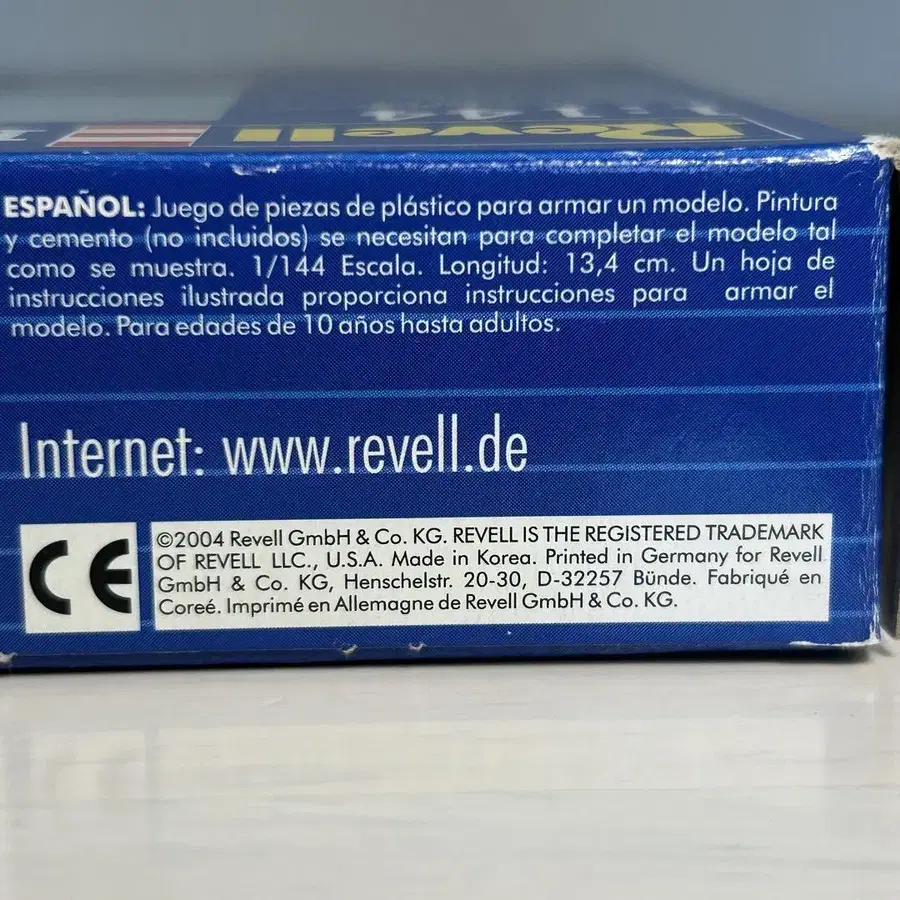 Revell
ESPAÑOL: Juego de piezas de plástico para armar un modelo. Pintura
y cemento (no incluidos) se necesitan para completar el modelo tal
como se muestra. 1/144 Escala. Longitud: 13,4 cm. Un hoja de
instrucciones ilustrada proporciona instrucciones para armar el
modelo. Para edades de 10 años hasta adultos.
Internet: www.revell.de
CE
©2004 Revell GmbH & Co. KG. REVELL IS THE REGISTERED TRADEMARK
OF REVELL LLC., U.S.A. Made in Korea. Printed in Germany for Revell
GmbH & Co. KG, Henschelstr. 20-30, D-32257 Bünde. Fabriqué en
Coreé. Imprimé en Allemagne de Revell GmbH & Co. KG.